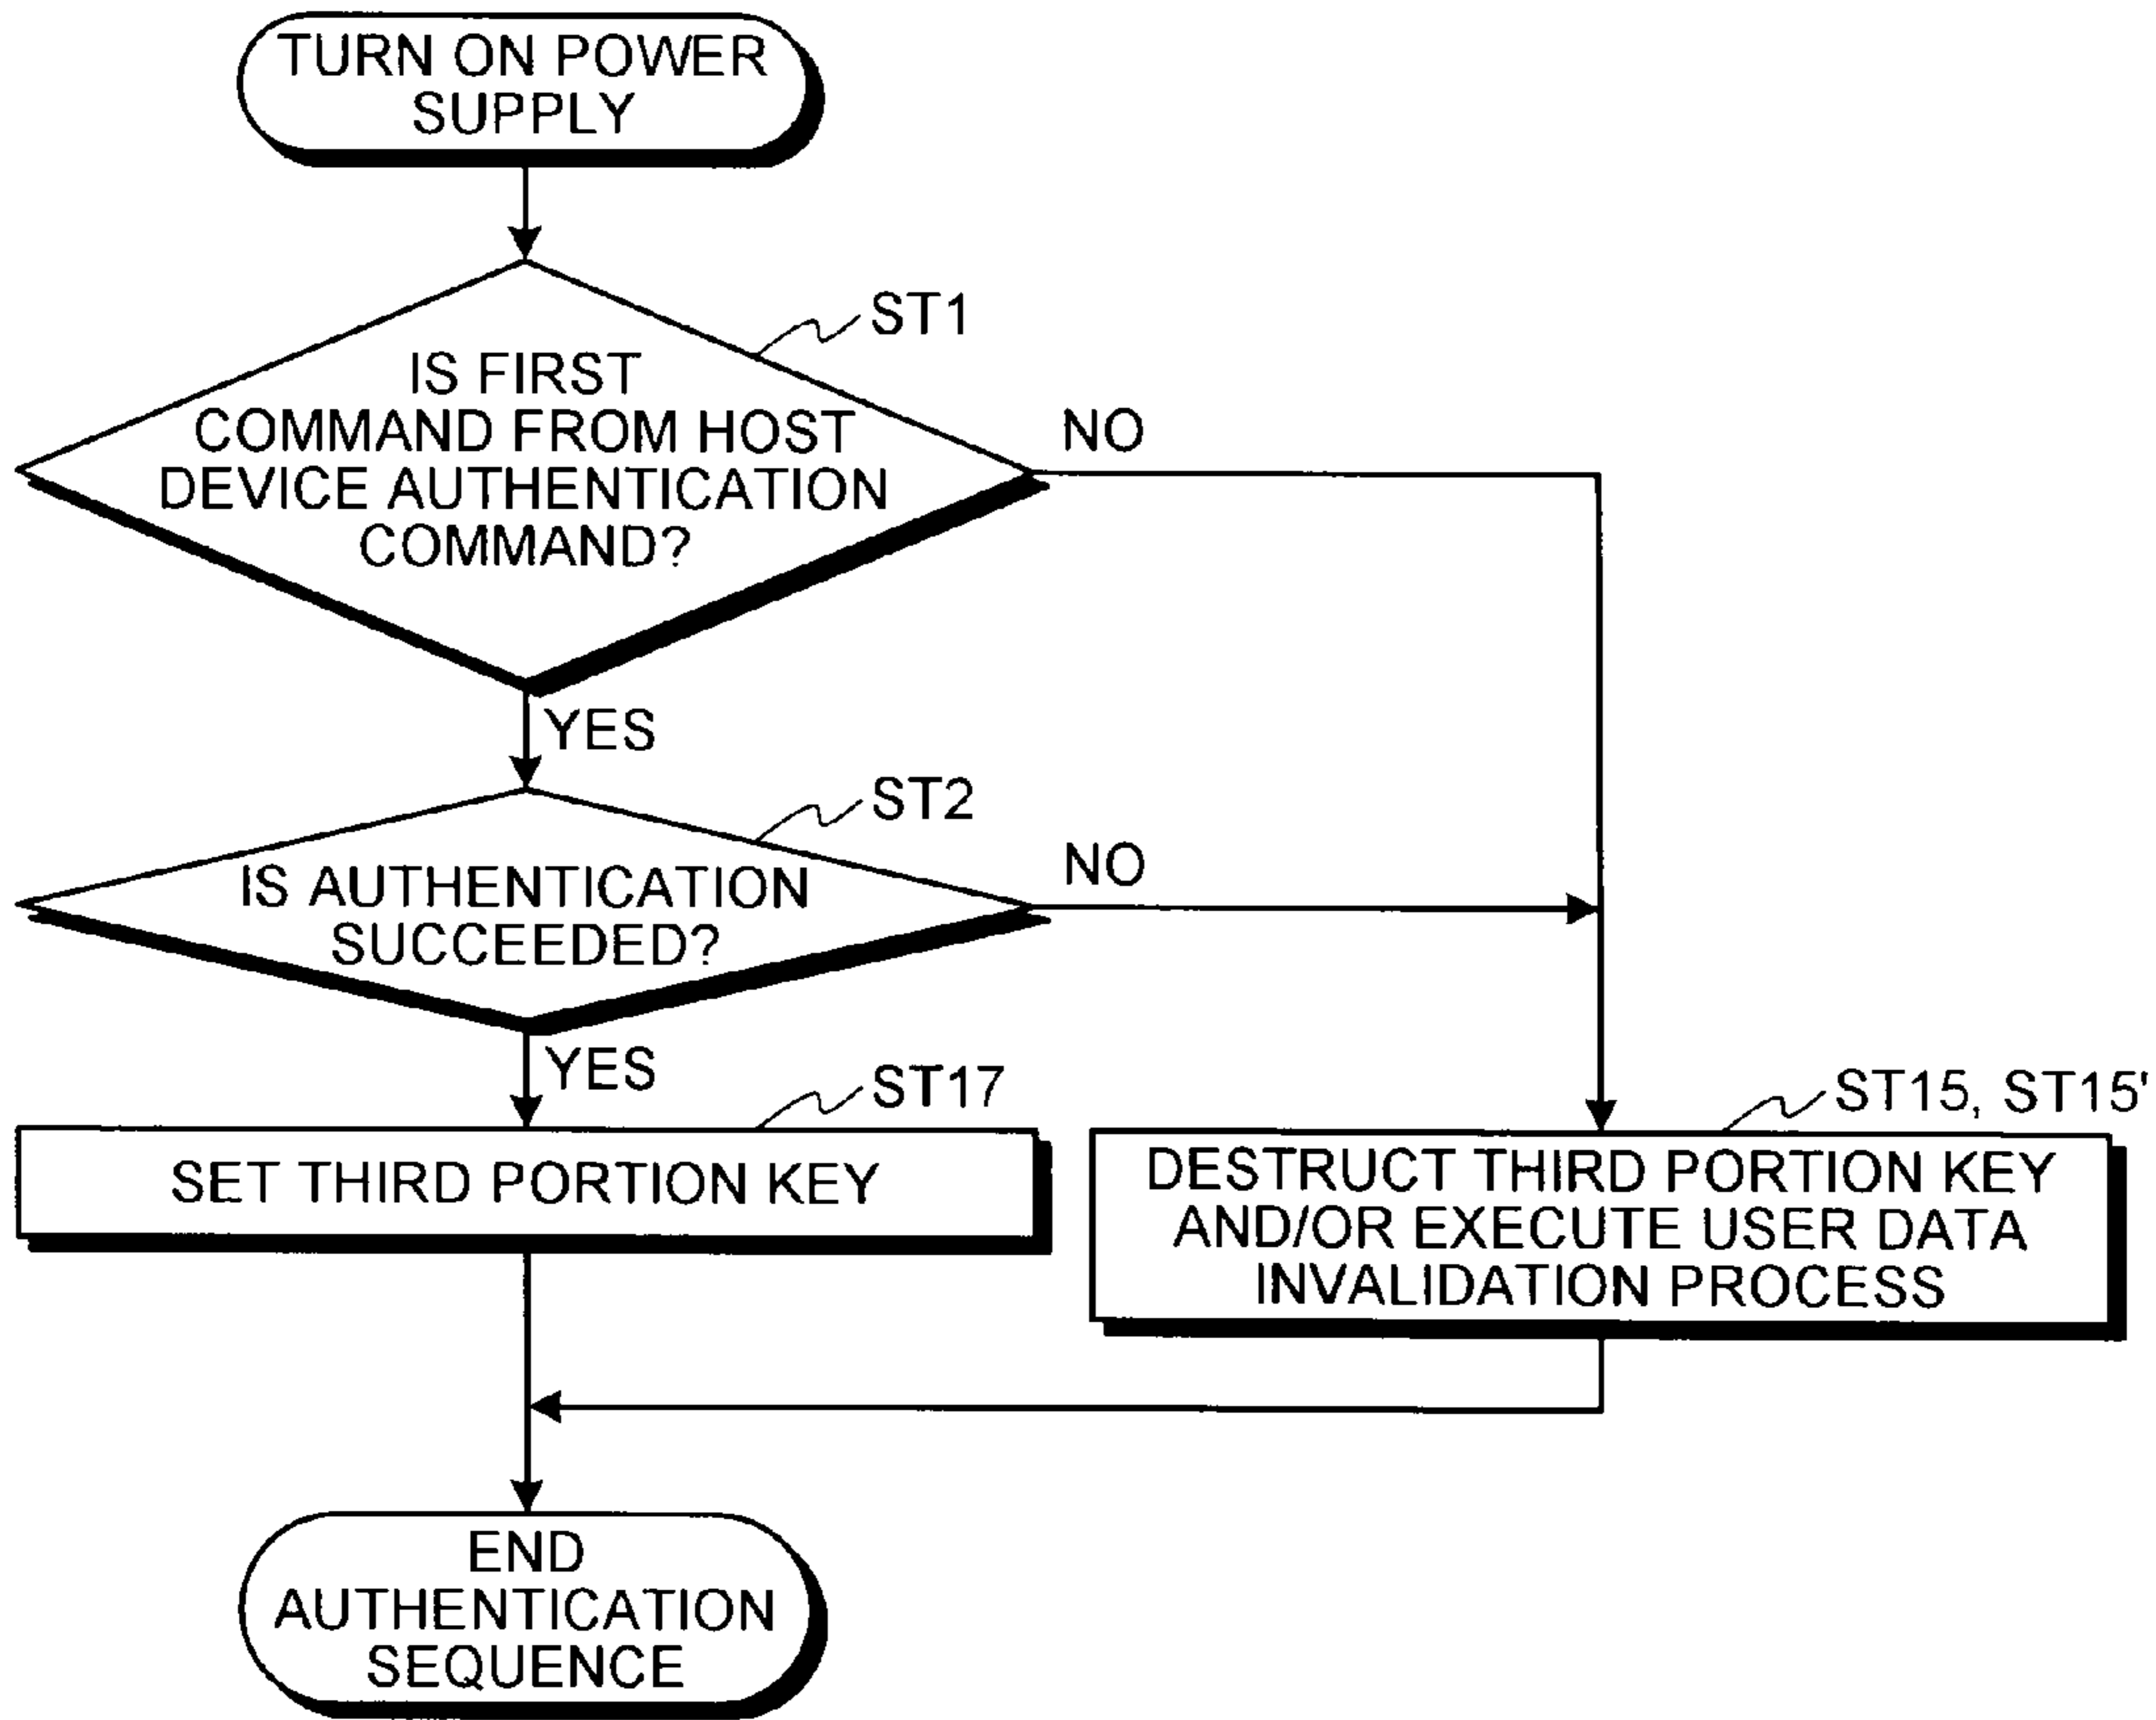 TURN ON POWER
SUPPLY
ST1
IS FIRST
COMMAND FROM HOST
DEVICE AUTHENTICATION
COMMAND?
NO
YES
ST2
IS AUTHENTICATION
SUCCEEDED?
NO
YES
ST17
SET THIRD PORTION KEY
ST15, ST15'
DESTRUCT THIRD PORTION KEY
AND/OR EXECUTE USER DATA
INVALIDATION PROCESS
END
AUTHENTICATION
SEQUENCE